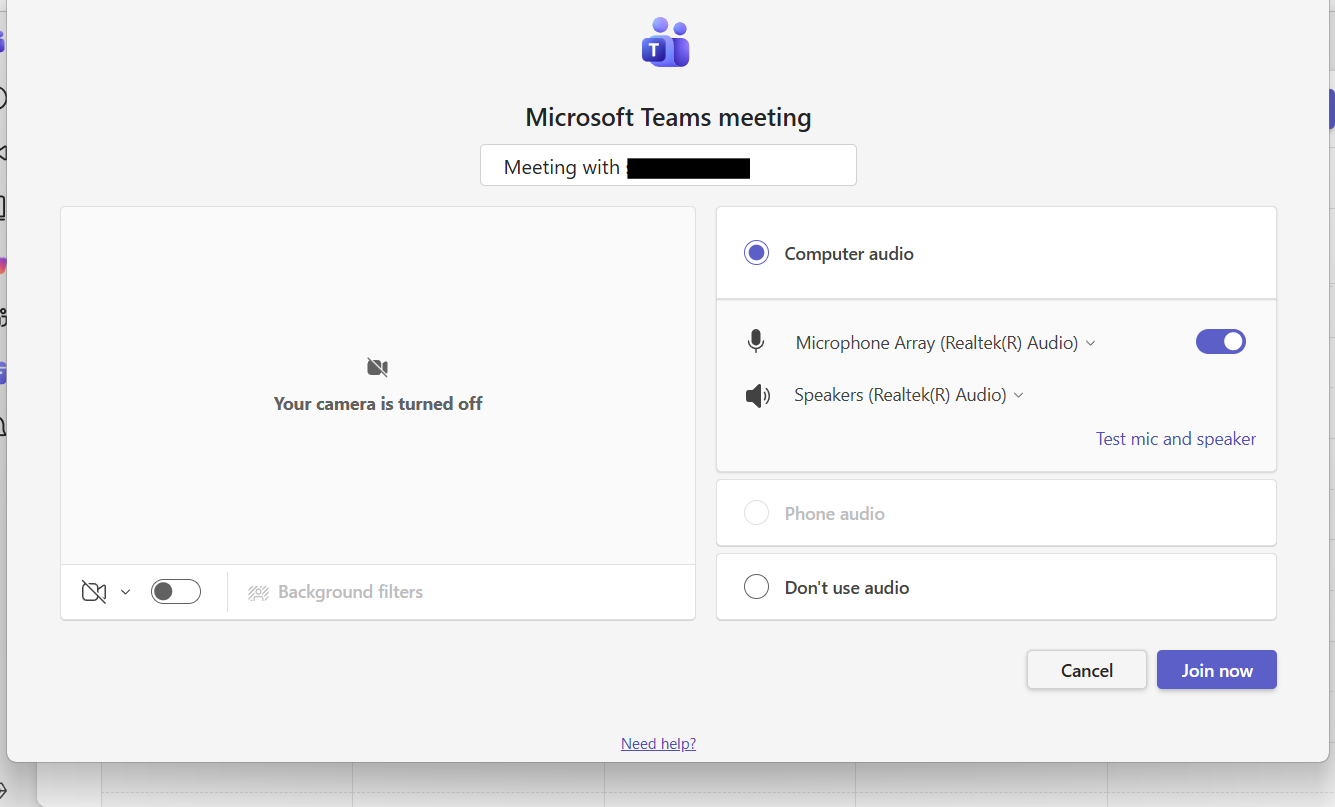 T
Microsoft Teams meeting
Meeting with
Computer audio
Microphone Array (Realtek(R) Audio)
Speakers (Realtek(R) Audio)
Test mic and speaker
Your camera is turned off
Background filters
Phone audio
Don't use audio
Cancel
Join now
Need help?